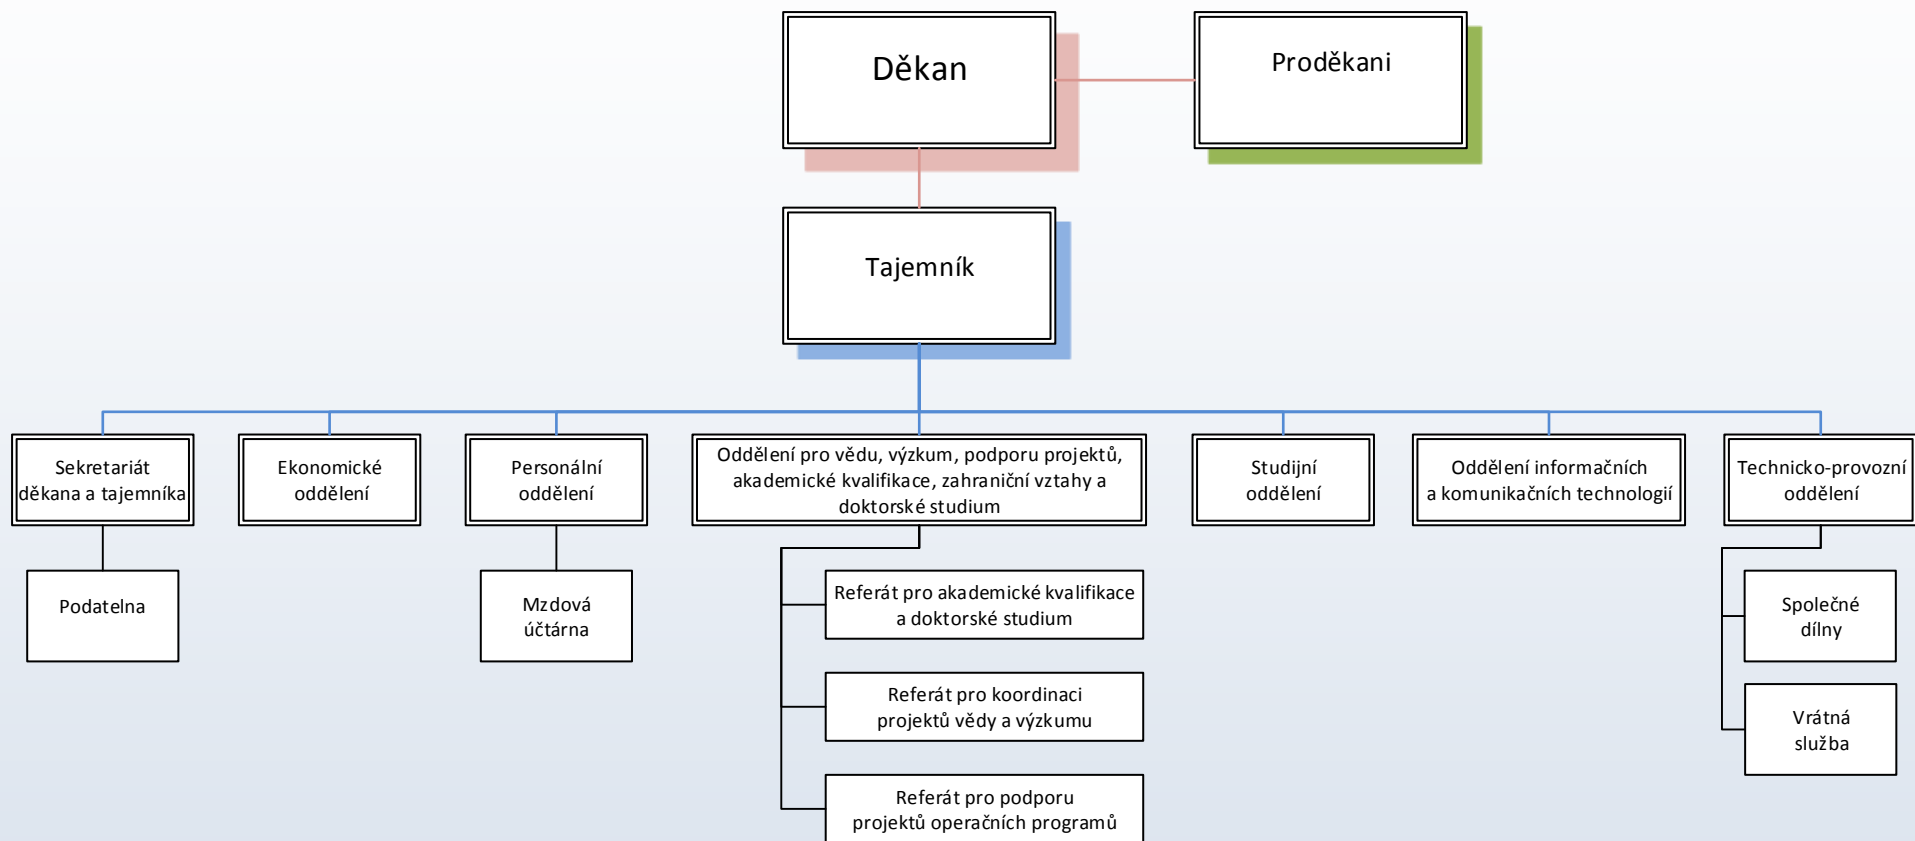 Děkan
Proděkani
Tajemník
Sekretariát
děkana a tajemníka
Ekonomické
oddělení
Personální
oddělení
Oddělení pro vědu, výzkum, podporu projektů,
akademické kvalifikace, zahraniční vztahy a
doktorské studium
Studijní
oddělení
Oddělení informačních
a komunikačních technologií
Technicko-provozní
oddělení
Podatelna
Mzdová
účtárna
Referát pro akademické kvalifikace
a doktorské studium
Referát pro koordinaci
projektů vědy a výzkumu
Referát pro podporu
projektů operačních programů
Společné
dílny
Vrátná
služba